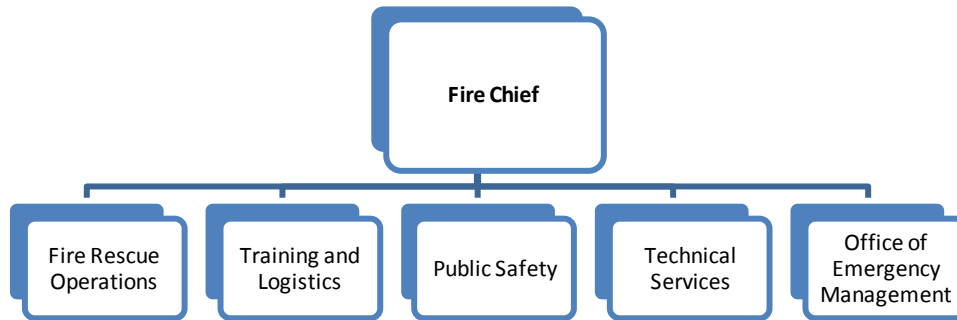 Fire Chief
Fire Rescue
Operations
Training and
Logistics
Public Safety
Technical
Services
Office of
Emergency
Management